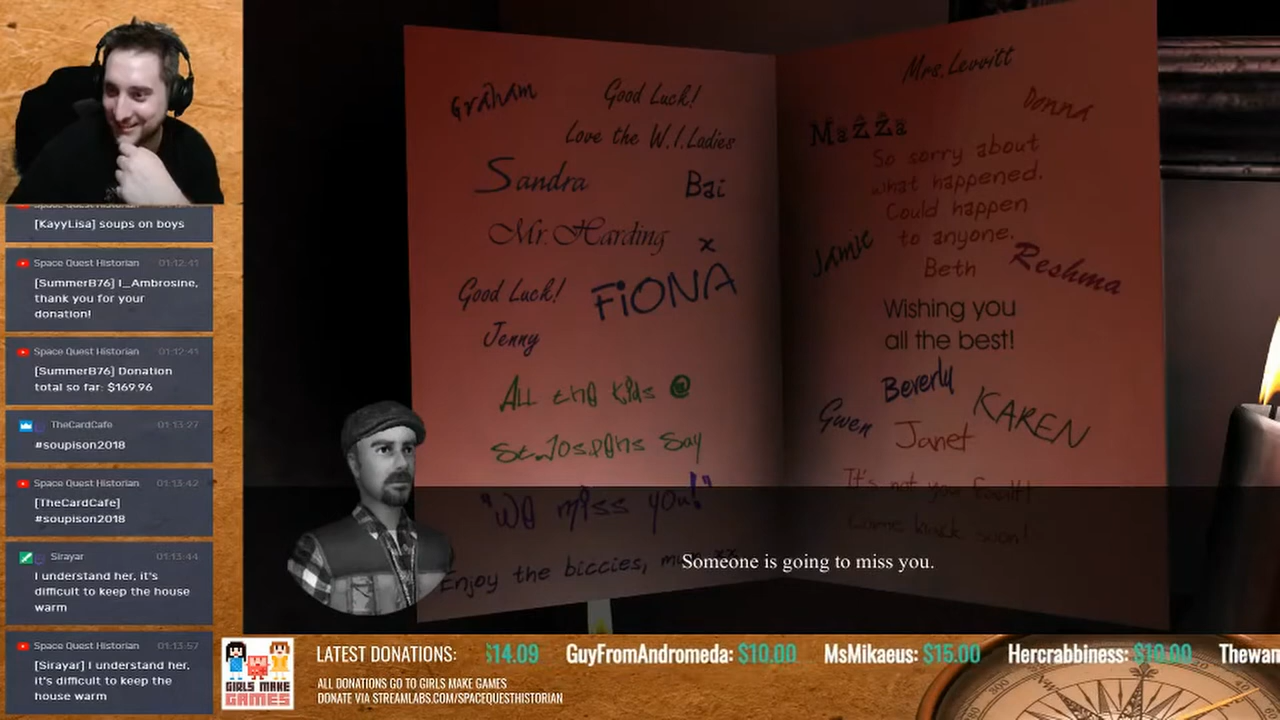 Space Quest Historian
[KayyLisa] soups on boys
Space Quest Historian 01:12:41
[SummerB76] I_Ambrosine,
thank you for your
donation!
Space Quest Historian 01:12:41
[SummerB76] Donation
total so far: $169.96
TheCardCafe 01:13:27
#soupison2018
Space Quest Historian 01:13:42
[TheCardCafe]
#soupison2018
Sirayar 01:13:44
I understand her, it's
difficult to keep the house
warm
Space Quest Historian 01:13:57
[Sirayar] I understand her,
it's difficult to keep the
house warm
Graham
Good Luck!
Love the W.I. Ladies
Sandra
Bai
Mr. Harding
x
Good Luck!
FiONA
Jenny
All the kids @
St. Josephs say
"We miss you!"
Enjoy the biccies,
Mrs. Levvitt
Donna
Mazza
So sorry about
what happened.
Could happen
to anyone.
Jamie
Beth
Reshma
Wishing you
all the best!
Beverly
KAREN
Gwen
Janet
It's not your fault!
Come back soon!
Someone is going to miss you.
GIRLS MAKE
GAMES
LATEST DONATIONS: $14.09 GuyFromAndromeda: $10.00 MsMikaeus: $15.00 Hercrabbiness: $10.00 Thewan
ALL DONATIONS GO TO GIRLS MAKE GAMES
DONATE VIA STREAMLABS.COM/SPACEQUESTHISTORIAN